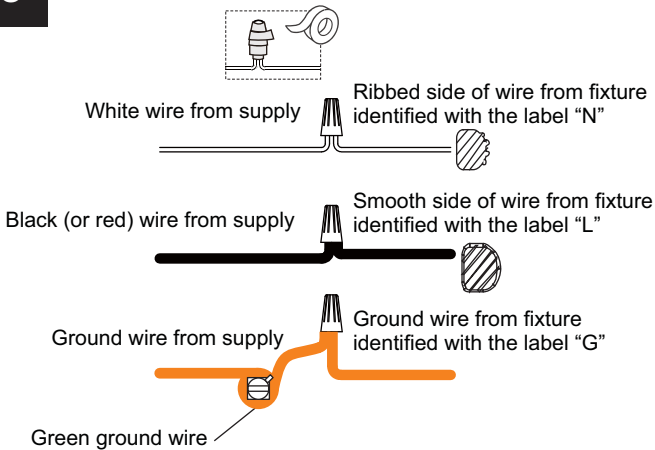 White wire from supply
Ribbed side of wire from fixture
identified with the label “N”
Black (or red) wire from supply
Smooth side of wire from fixture
identified with the label “L”
Ground wire from supply
Ground wire from fixture
identified with the label “G”
Green ground wire